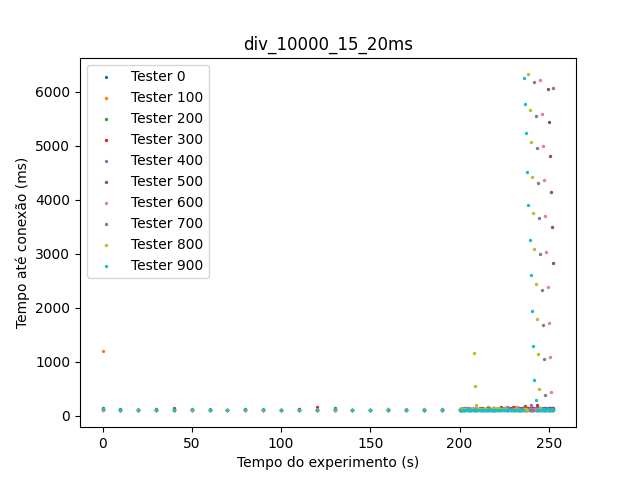 div_10000_15_20ms
Tester 0
Tester 100
Tester 200
Tester 300
Tester 400
Tester 500
Tester 600
Tester 700
Tester 800
Tester 900
Tempo até conexão (ms)
6000
5000
4000
3000
2000
1000
0
0 50 100 150 200 250
Tempo do experimento (s)